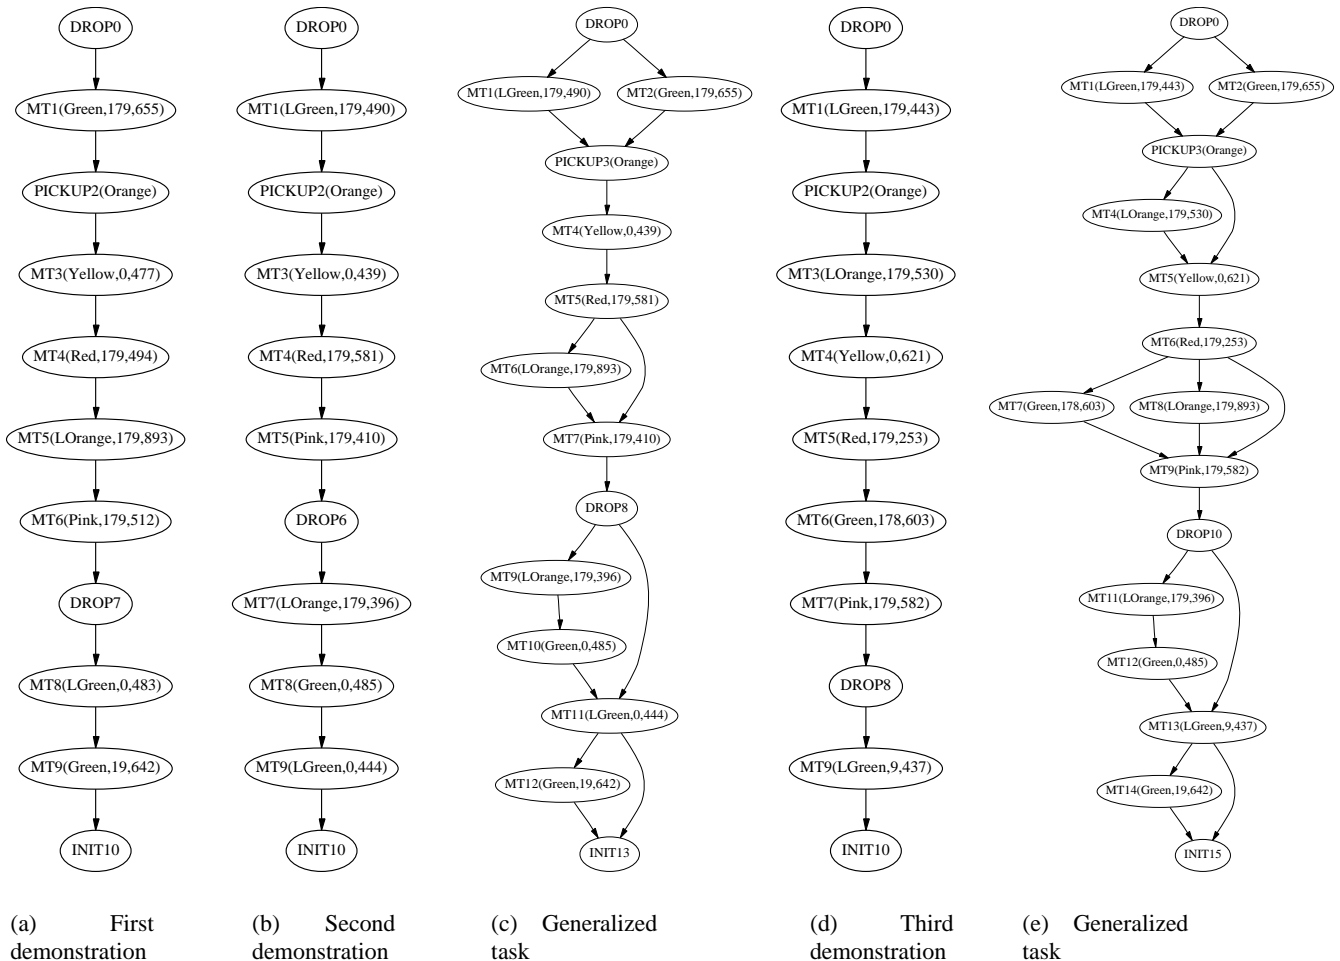 DROP0
MT1(Green,179,655)
PICKUP2(Orange)
MT3(Yellow,0,477)
MT4(Red,179,494)
MT5(LOrange,179,893)
MT6(Pink,179,512)
DROP7
MT8(LGreen,0,483)
MT9(Green,19,642)
INIT10
(a) First
demonstration
DROP0
MT1(LGreen,179,490)
PICKUP2(Orange)
MT3(Yellow,0,439)
MT4(Red,179,581)
MT5(Pink,179,410)
DROP6
MT7(LOrange,179,396)
MT8(Green,0,485)
MT9(LGreen,0,444)
INIT10
(b) Second
demonstration
DROP0
MT1(LGreen,179,490)
MT2(Green,179,655)
PICKUP3(Orange)
MT4(Yellow,0,439)
MT5(Red,179,581)
MT6(LOrange,179,893)
MT7(Pink,179,410)
DROP8
MT9(LOrange,179,396)
MT10(Green,0,485)
MT11(LGreen,0,444)
MT12(Green,19,642)
INIT13
(c) Generalized
task
DROP0
MT1(LGreen,179,443)
PICKUP2(Orange)
MT3(LOrange,179,530)
MT4(Yellow,0,621)
MT5(Red,179,253)
MT6(Green,178,603)
MT7(Pink,179,582)
DROP8
MT9(LGreen,9,437)
INIT10
(d) Third
demonstration
DROP0
MT1(LGreen,179,443)
MT2(Green,179,655)
PICKUP3(Orange)
MT4(LOrange,179,530)
MT5(Yellow,0,621)
MT6(Red,179,253)
MT7(Green,178,603)
MT8(LOrange,179,893)
MT9(Pink,179,582)
DROP10
MT11(LOrange,179,396)
MT12(Green,0,485)
MT13(LGreen,9,437)
MT14(Green,19,642)
INIT15
(e) Generalized
task